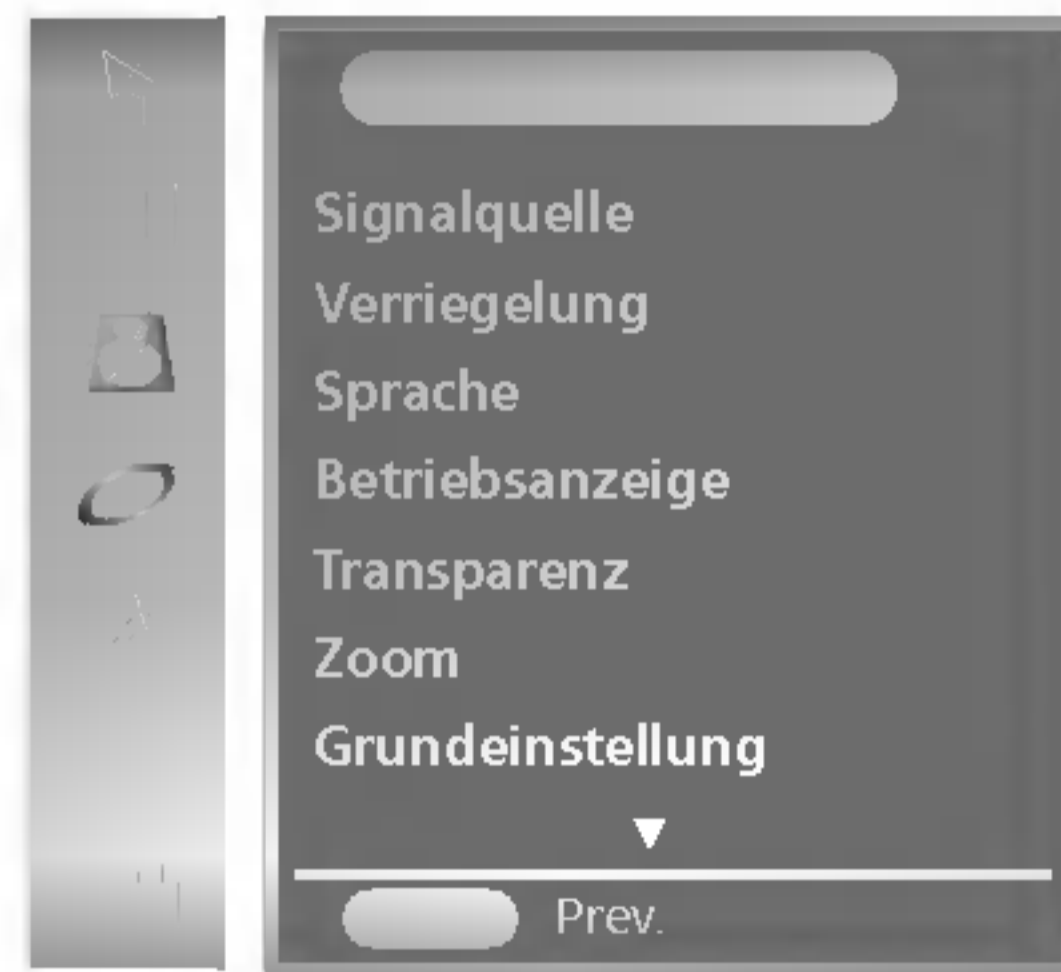 Signalquelle
Verriegelung
Sprache
Betriebsanzeige
Transparenz
Zoom
Grundeinstellung
Prev.